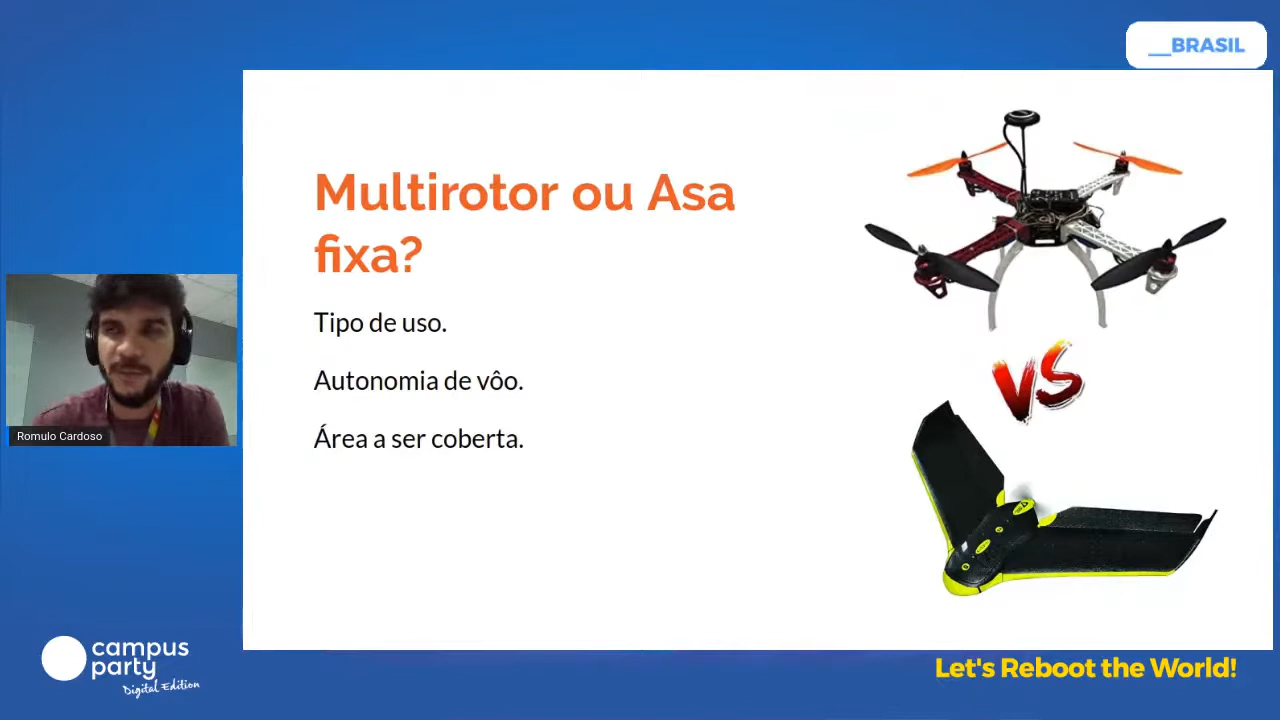 __BRASIL
Multirotor ou Asa
fixa?
Tipo de uso.
Autonomia de vôo.
Área a ser coberta.
VS
Romulo Cardoso
campus
party
Digital Edition
Let's Reboot the World!